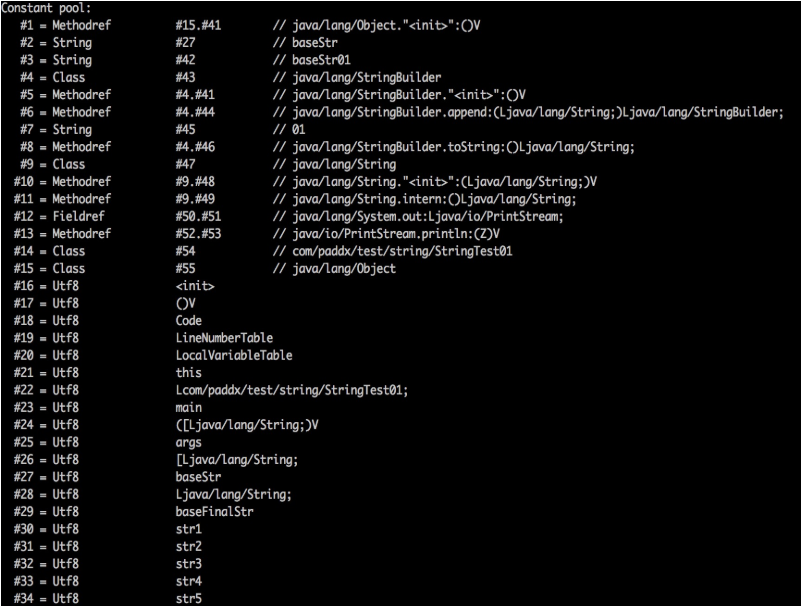 Constant pool:
#1 = Methodref #15.#41 // java/lang/Object."<init>":()V
#2 = String #27 // baseStr
#3 = String #42 // baseStr01
#4 = Class #43 // java/lang/StringBuilder
#5 = Methodref #4.#41 // java/lang/StringBuilder."<init>":()V
#6 = Methodref #4.#44 // java/lang/StringBuilder.append:(Ljava/lang/String;)Ljava/lang/StringBuilder;
#7 = String #45 // 01
#8 = Methodref #4.#46 // java/lang/StringBuilder.toString:()Ljava/lang/String;
#9 = Class #47 // java/lang/String
#10 = Methodref #9.#48 // java/lang/String."<init>":(Ljava/lang/String;)V
#11 = Methodref #9.#49 // java/lang/String.intern:()Ljava/lang/String;
#12 = Fieldref #50.#51 // java/lang/System.out:Ljava/io/PrintStream;
#13 = Methodref #52.#53 // java/io/PrintStream.println:(Z)V
#14 = Class #54 // com/paddx/test/string/StringTest01
#15 = Class #55 // java/lang/Object
#16 = Utf8 <init>
#17 = Utf8 ()V
#18 = Utf8 Code
#19 = Utf8 LineNumberTable
#20 = Utf8 LocalVariableTable
#21 = Utf8 this
#22 = Utf8 Lcom/paddx/test/string/StringTest01;
#23 = Utf8 main
#24 = Utf8 ([Ljava/lang/String;)V
#25 = Utf8 args
#26 = Utf8 [Ljava/lang/String;
#27 = Utf8 baseStr
#28 = Utf8 Ljava/lang/String;
#29 = Utf8 baseFinalStr
#30 = Utf8 str1
#31 = Utf8 str2
#32 = Utf8 str3
#33 = Utf8 str4
#34 = Utf8 str5